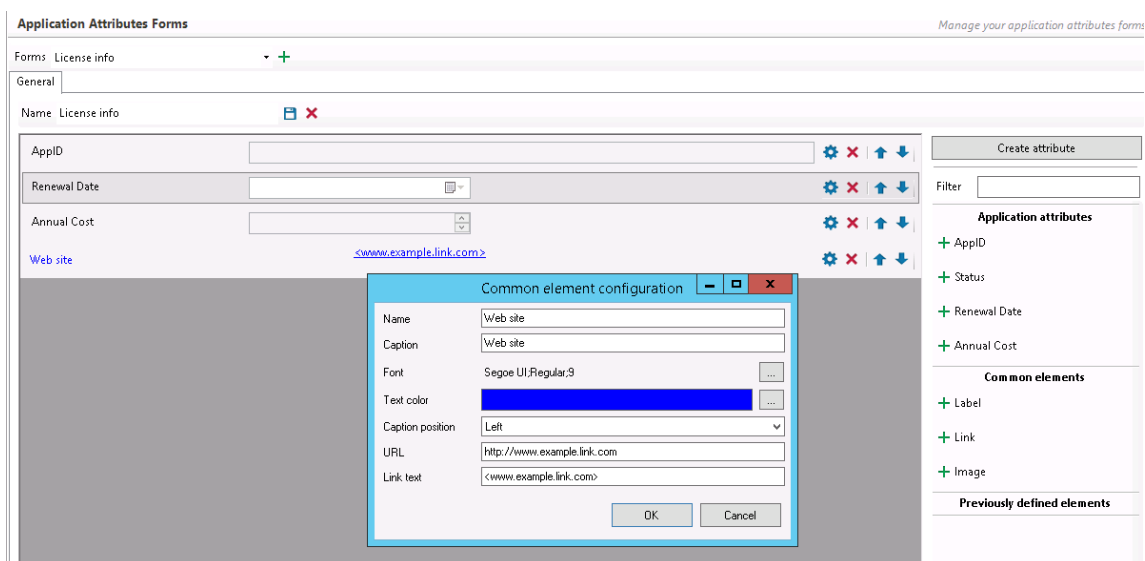 Application Attributes Forms
Manage your application attributes forms
Forms License info
General
Name License info
AppID
Renewal Date
Annual Cost
Web site <www.example.link.com>
Create attribute
Filter
Application attributes
AppID
Status
Renewal Date
Annual Cost
Common elements
Label
Link
Image
Previously defined elements
Common element configuration
Name Web site
Caption Web site
Font Segoe UI;Regular;9 ...
Text color ...
Caption position Left
URL http://www.example.link.com
Link text <www.example.link.com>
OK Cancel